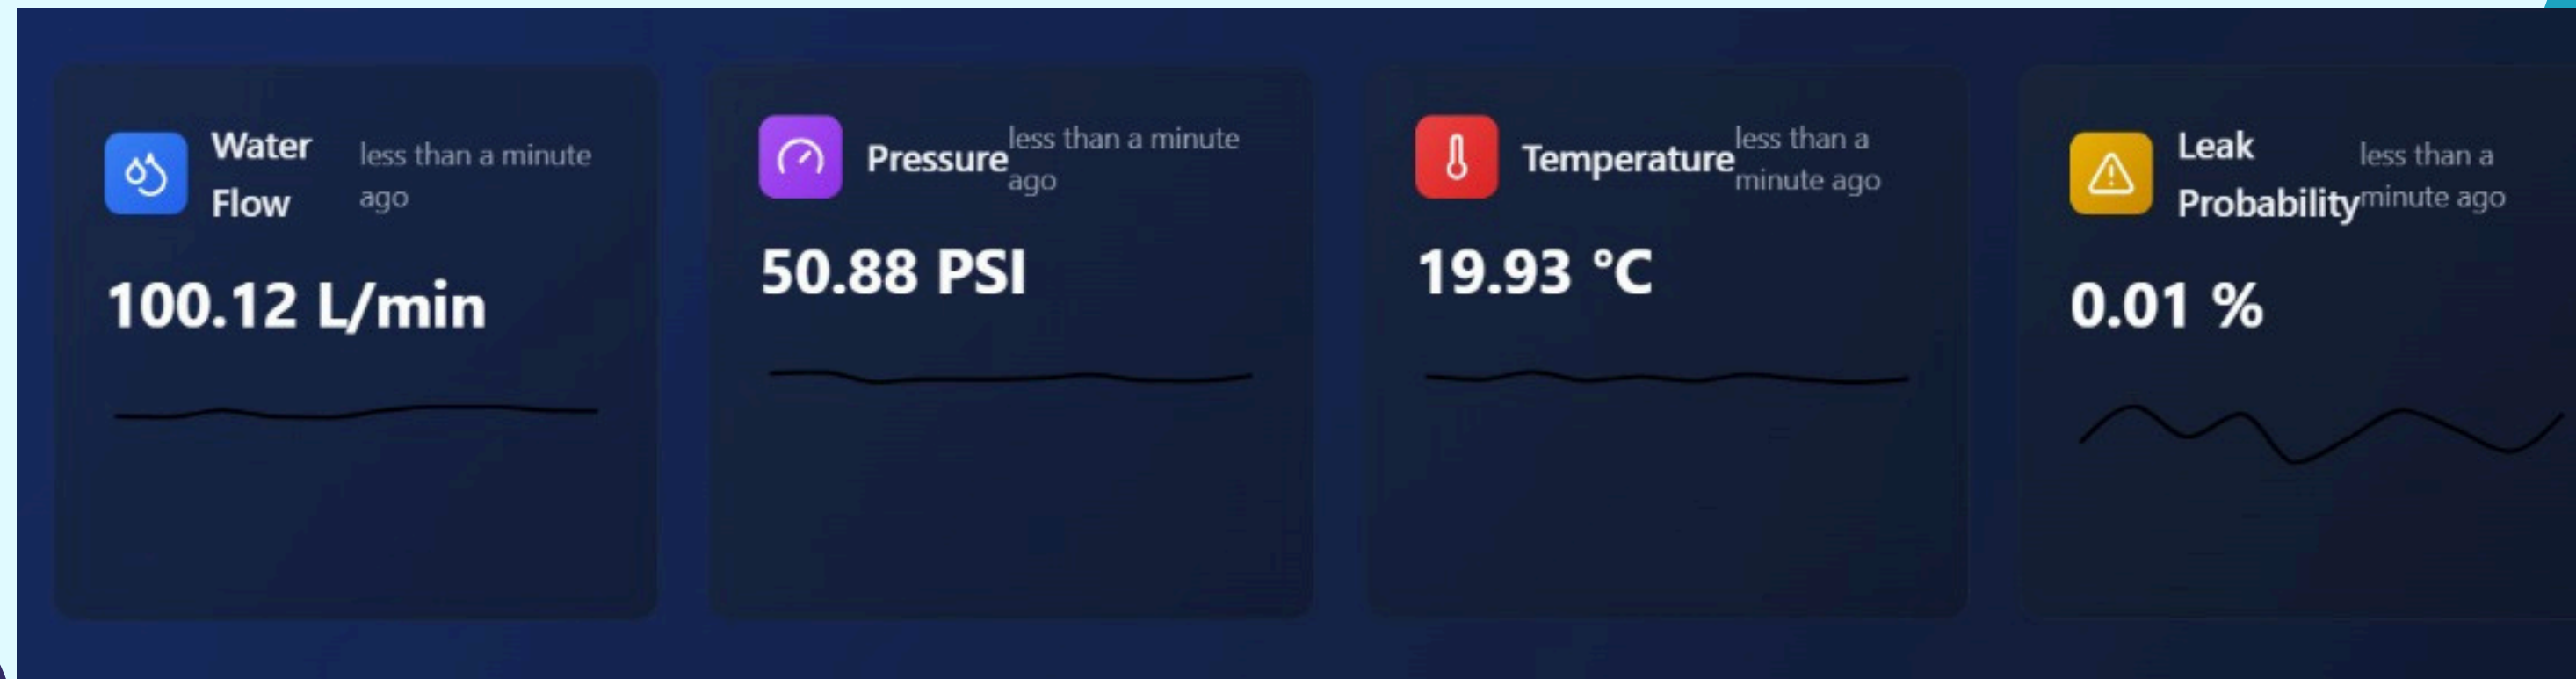 Water
Flow
less than a minute
ago
100.12 L/min
Pressure
less than a minute
ago
50.88 PSI
Temperature
less than a
minute ago
19.93 °C
Leak
Probability
less than a
minute ago
0.01 %